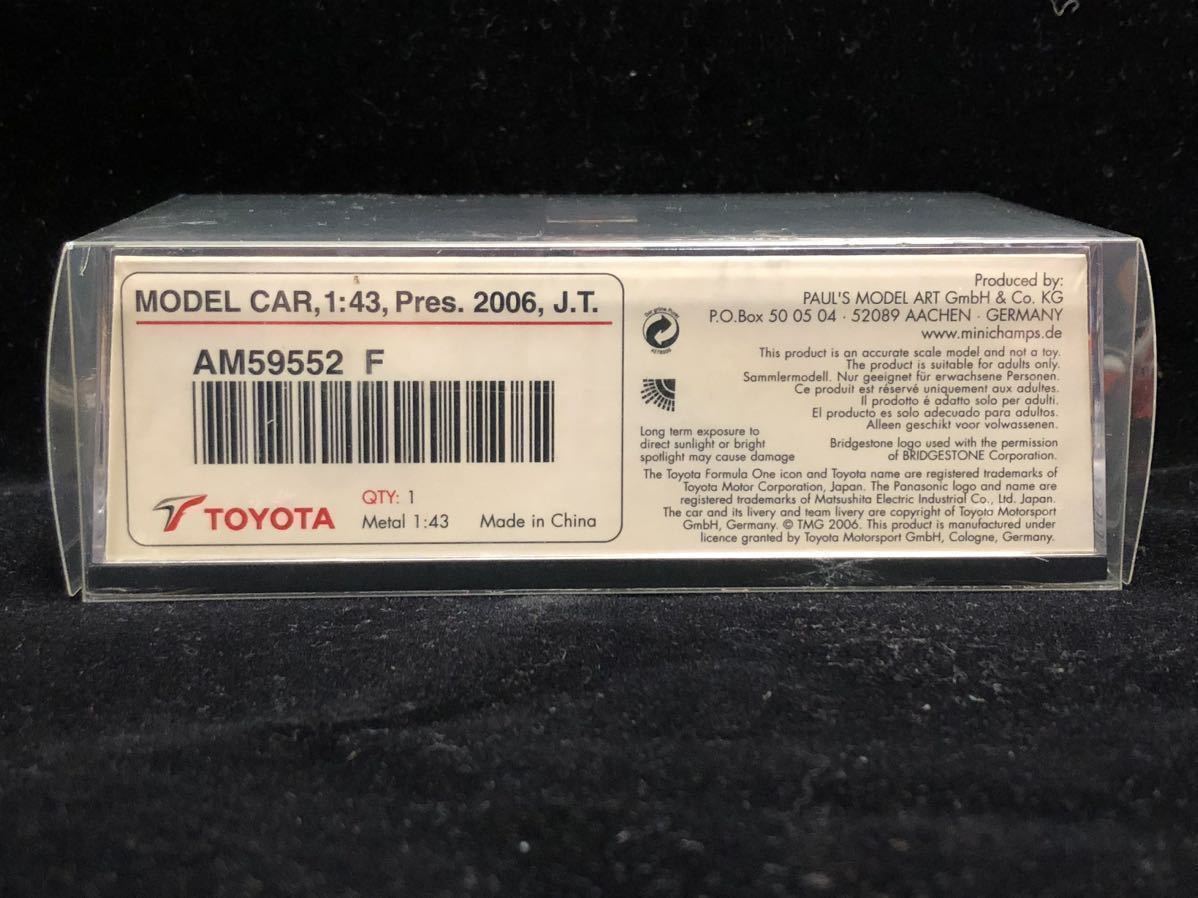 MODEL CAR, 1:43, Pres. 2006, J.T.
AM59552 F
TOYOTA
QTY: 1
Metal 1:43 Made in China
Produced by:
PAUL'S MODEL ART GmbH & Co. KG
P.O.Box 50 05 04 · 52089 AACHEN · GERMANY
www.minichamps.de
This product is an accurate scale model and not a toy.
The product is suitable for adults only.
Sammlermodell. Nur geeignet für erwachsene Personen.
Ce produit est réservé uniquement aux adultes.
Il prodotto é adatto solo per adulti.
El producto es solo adecuado para adultos.
Alleen geschikt voor volwassenen.
Long term exposure to
direct sunlight or bright
spotlight may cause damage
Bridgestone logo used with the permission
of BRIDGESTONE Corporation.
The Toyota Formula One icon and Toyota name are registered trademarks of
Toyota Motor Corporation, Japan. The Panasonic logo and name are
registered trademarks of Matsushita Electric Industrial Co., Ltd. Japan.
The car and its livery and team livery are copyright of Toyota Motorsport
GmbH, Germany. © TMG 2006. This product is manufactured under
licence granted by Toyota Motorsport GmbH, Cologne, Germany.